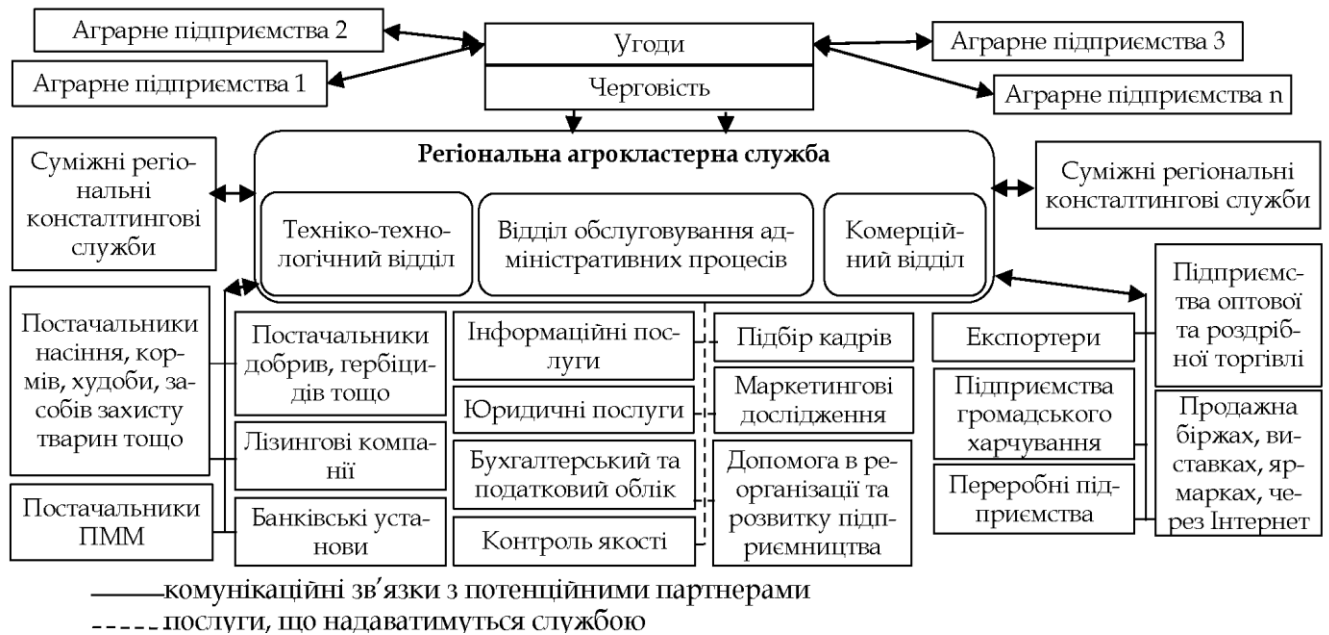 Аграрне підприємства 2
Аграрне підприємства 1
Угоди
Черговість
Аграрне підприємства 3
Аграрне підприємства n
Суміжні регіо-
нальні
консталтингові
служби
Регіональна агрокластерна служба
Техніко-техно-
логічний відділ
Відділ обслуговування ад-
міністративних процесів
Комерцій-
ний відділ
Суміжні регіональні
консталтингові служби
Постачальники
насіння, кор-
мів, худоби, за-
собів захисту
тварин тощо
Постачальники
ПММ
Постачальники
добрив, гербіци-
дів тощо
Лізингові компа-
нії
Банківські уста-
нови
Інформаційні пос-
луги
Юридичні послуги
Бухгалтерський та
податковий облік
Контроль якості
Підбір кадрів
Маркетингові
дослідження
Допомога в ре-
організації та
розвитку підп-
риємництва
Експортери
Підприємства
громадського
харчування
Переробні під-
приємства
Підприємс-
тва оптової
та роздріб-
ної торгівлі
Продажна
біржах, ви-
ставках, яр-
марках, че-
рез Інтернет
комунікаційні зв’язки з потенційними партнерами
послуги, що надаватимуться службою